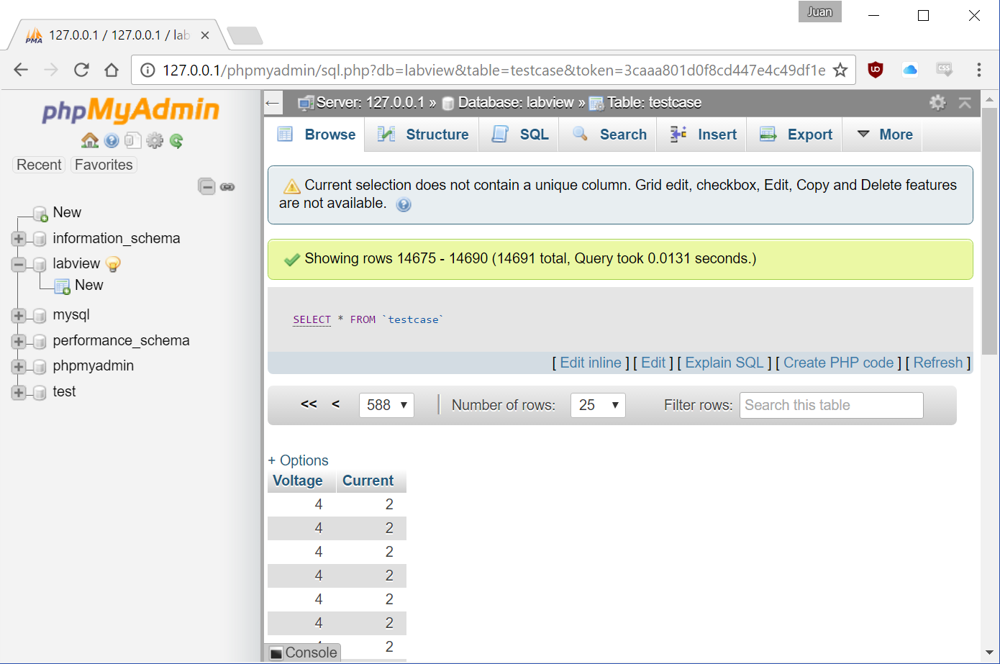 Juan
127.0.0.1 / 127.0.0.1 / lab
127.0.0.1/phpmyadmin/sql.php?db=labview&table=testcase&token=3caaa801d0f8cd447e4c49df1e
phpMyAdmin
Recent Favorites
New
information_schema
labview
New
mysql
performance_schema
phpmyadmin
test
Server: 127.0.0.1 » Database: labview » Table: testcase
Browse Structure SQL Search Insert Export More
Current selection does not contain a unique column. Grid edit, checkbox, Edit, Copy and Delete features
are not available.
Showing rows 14675 - 14690 (14691 total, Query took 0.0131 seconds.)
SELECT * FROM `testcase`
[ Edit inline ] [ Edit ] [ Explain SQL ] [ Create PHP code ] [ Refresh ]
<< < 588 | Number of rows: 25 Filter rows: Search this table
+ Options
Voltage Current
4 2
4 2
4 2
4 2
4 2
4 2
2
Console